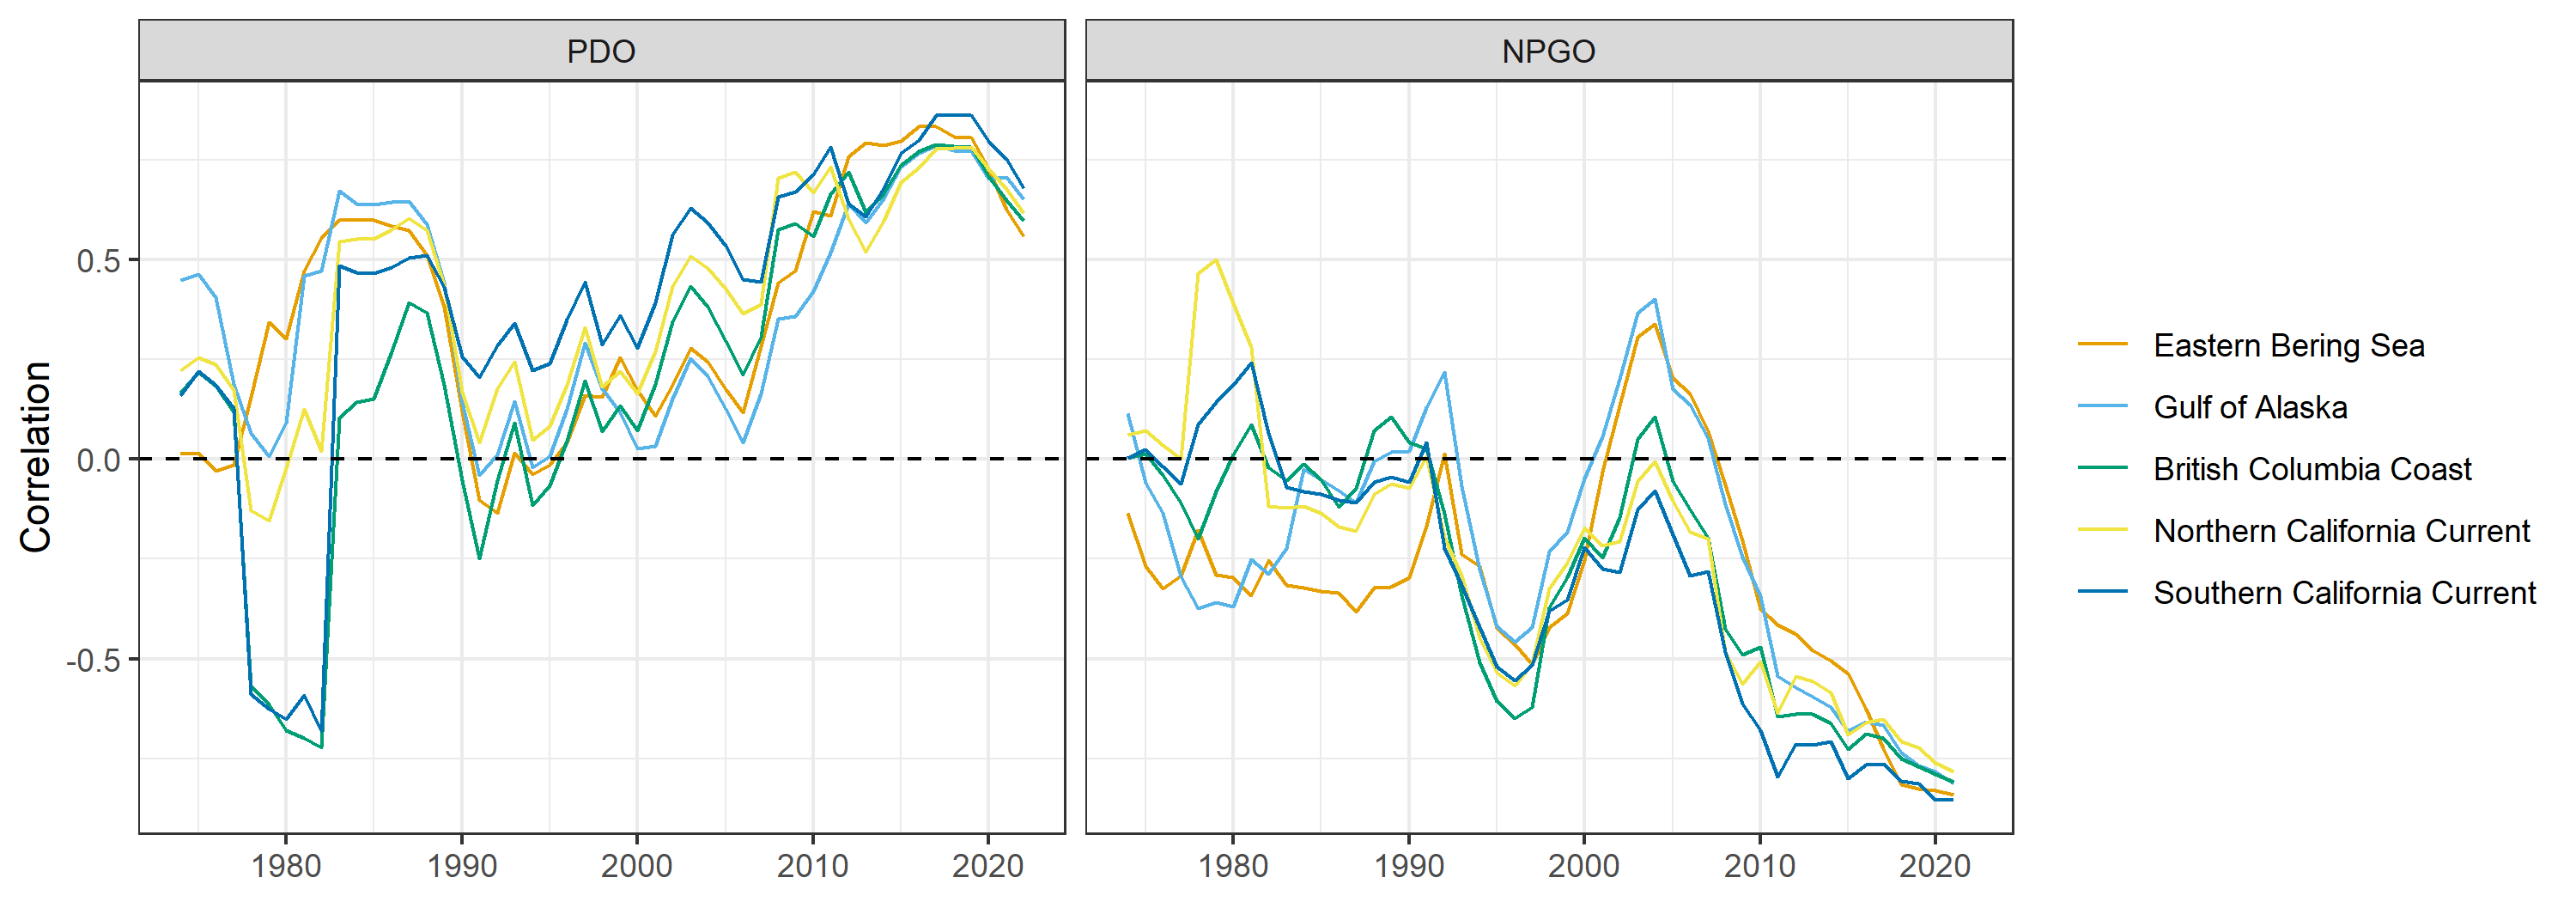 PDO
NPGO
Correlation
0.5
0.0
-0.5
1980 1990 2000 2010 2020
1980 1990 2000 2010 2020
Eastern Bering Sea
Gulf of Alaska
British Columbia Coast
Northern California Current
Southern California Current